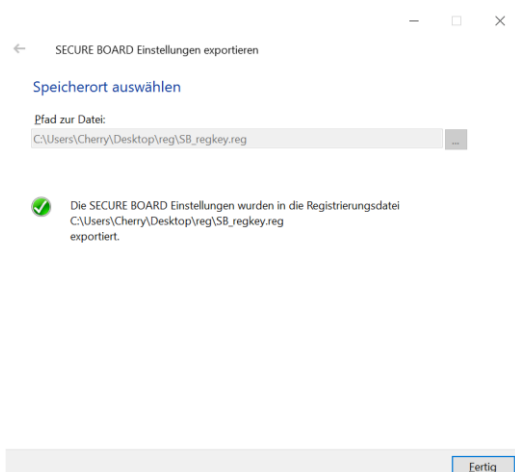 SECURE BOARD Einstellungen exportieren
Speicherort auswählen
Pfad zur Datei:
C:\Users\Cherry\Desktop\reg\SB_regkey.reg
...
Die SECURE BOARD Einstellungen wurden in die Registrierungsdatei
C:\Users\Cherry\Desktop\reg\SB_regkey.reg
exportiert.
Fertig